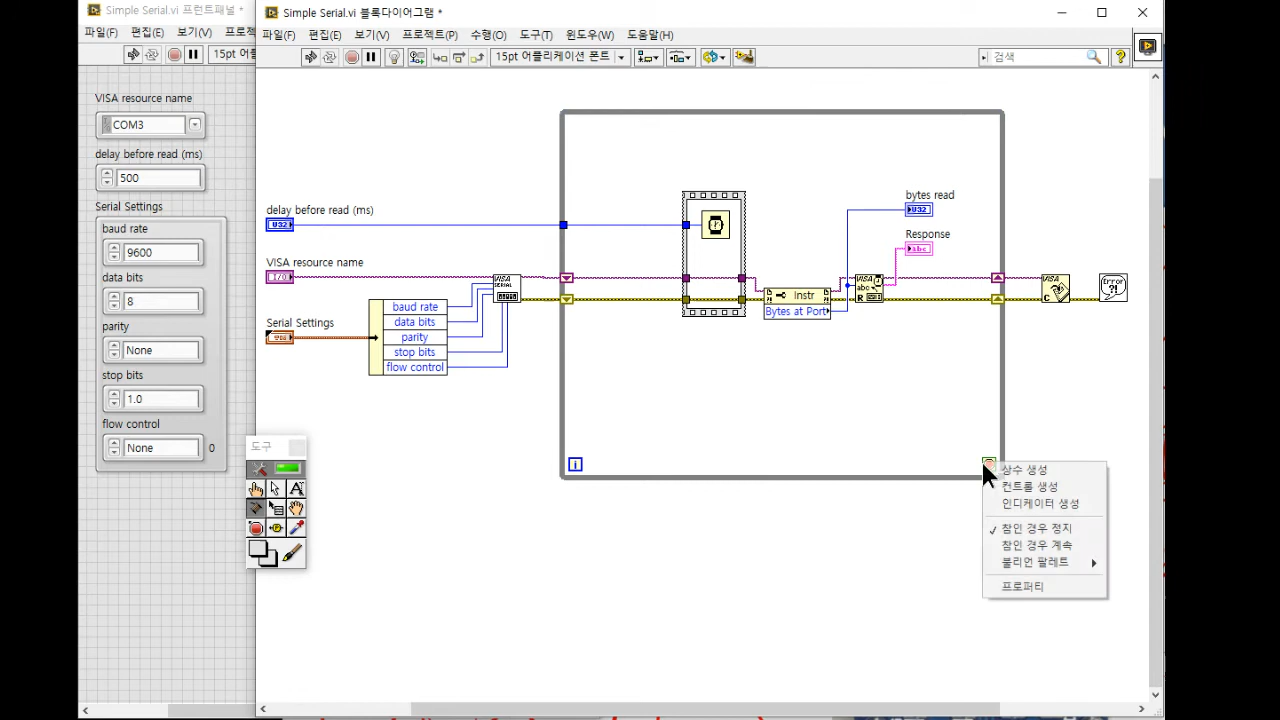 Simple Serial.vi 프런트패널 *
파일(F) 편집(E) 보기(V) 프로젝
15pt 어플
VISA resource name
COM3
delay before read (ms)
500
Serial Settings
baud rate
9600
data bits
8
parity
None
stop bits
1.0
flow control
None 0
Simple Serial.vi 블록다이어그램 *
파일(F) 편집(E) 보기(V) 프로젝트(P) 수행(O) 도구(T) 윈도우(W) 도움말(H)
15pt 어플리케이션 폰트
검색
delay before read (ms)
U32
VISA resource name
I/O
Serial Settings
baud rate
data bits
parity
stop bits
flow control
VISA
SERIAL
Instr
Bytes at Port
VISA
abc
R
bytes read
U32
Response
abc
VISA
C
Error
?!
i
도구
상수 생성
컨트롤 생성
인디케이터 생성
참인 경우 정지
참인 경우 계속
불리언 팔레트
프로퍼티